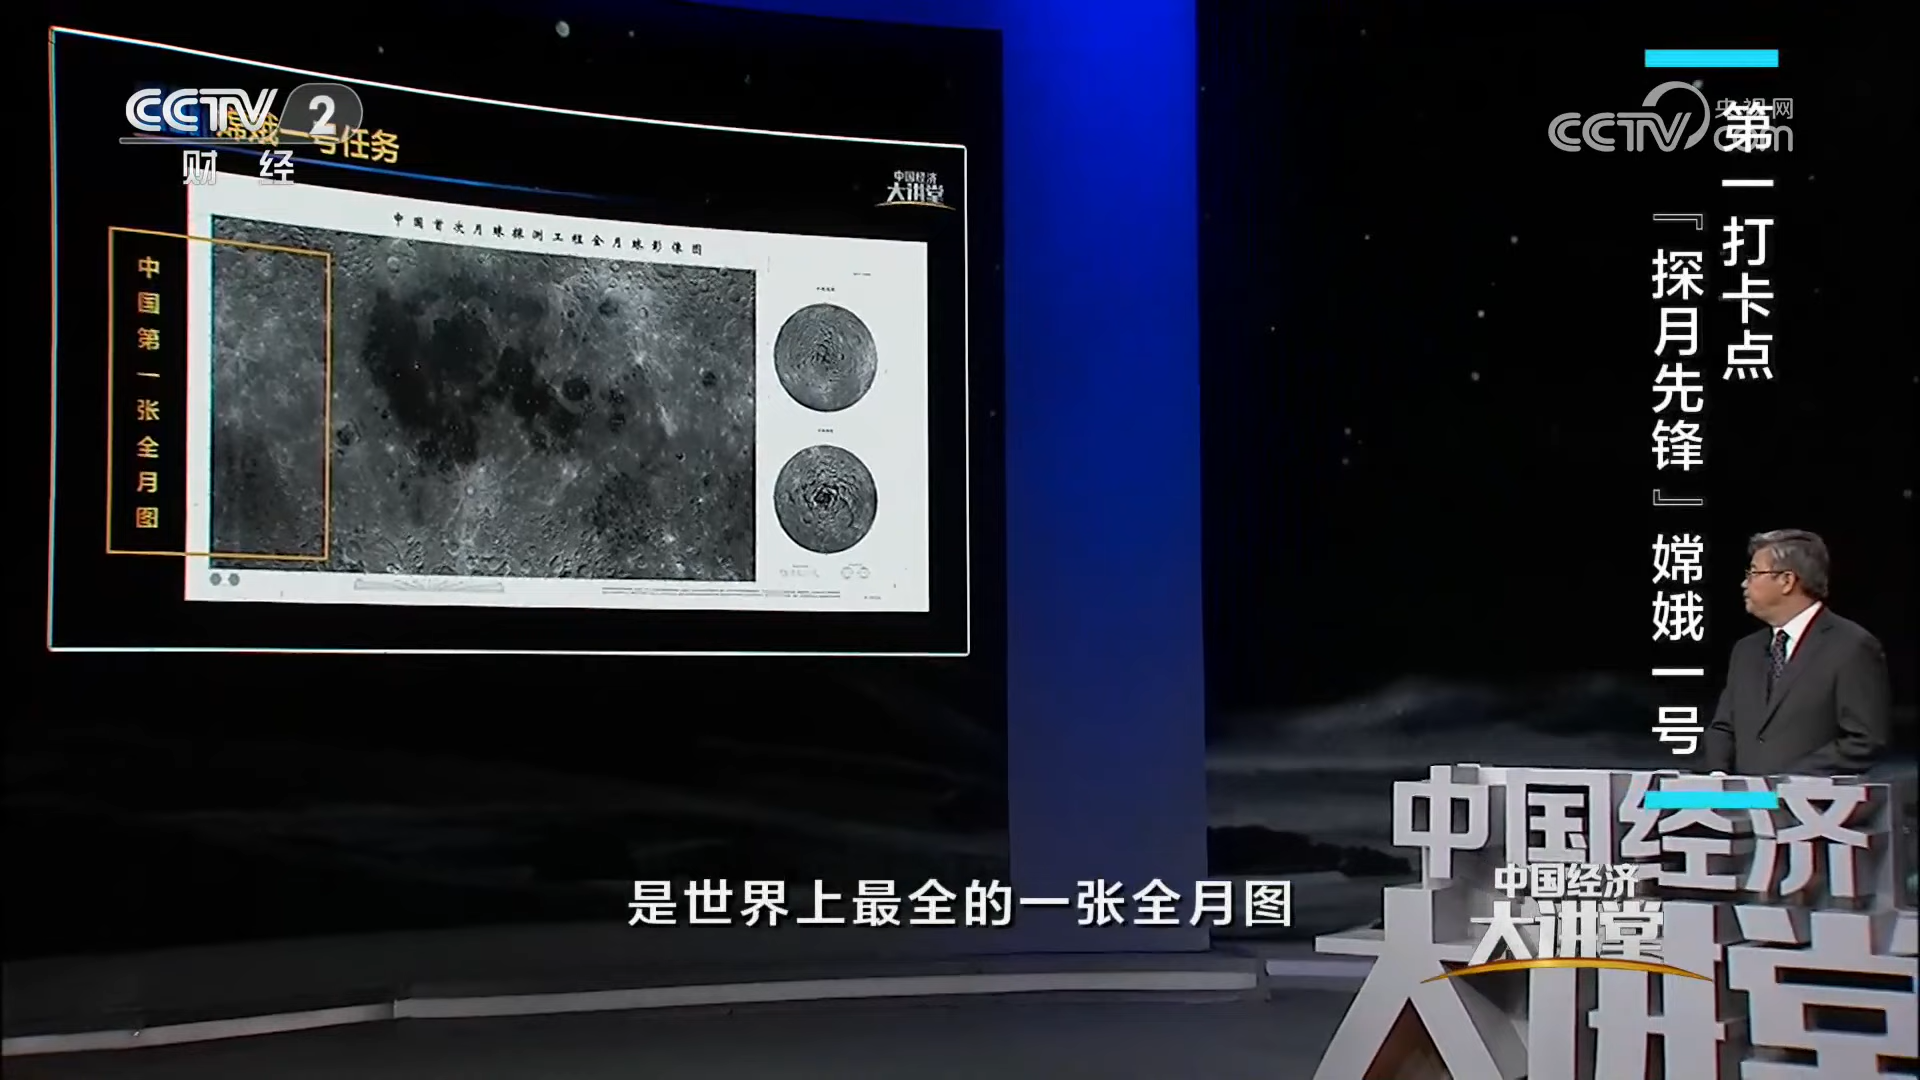 CCTV 2
财 经
嫦娥一号任务
中国经济
大讲堂
中国首次月球探测工程全月球影像图
中国第一张全月图
央视网
CCTV.com
第一打卡点
『探月先锋』嫦娥一号
中国经济
大讲堂
中国经济
大讲堂
是世界上最全的一张全月图